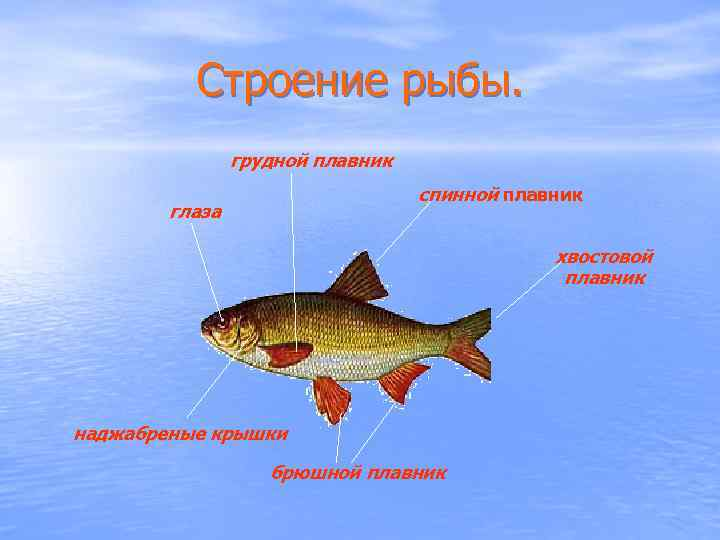 Строение рыбы.
грудной плавник
спинной плавник
глаза
хвостовой
плавник
наджабреные крышки
брюшной плавник